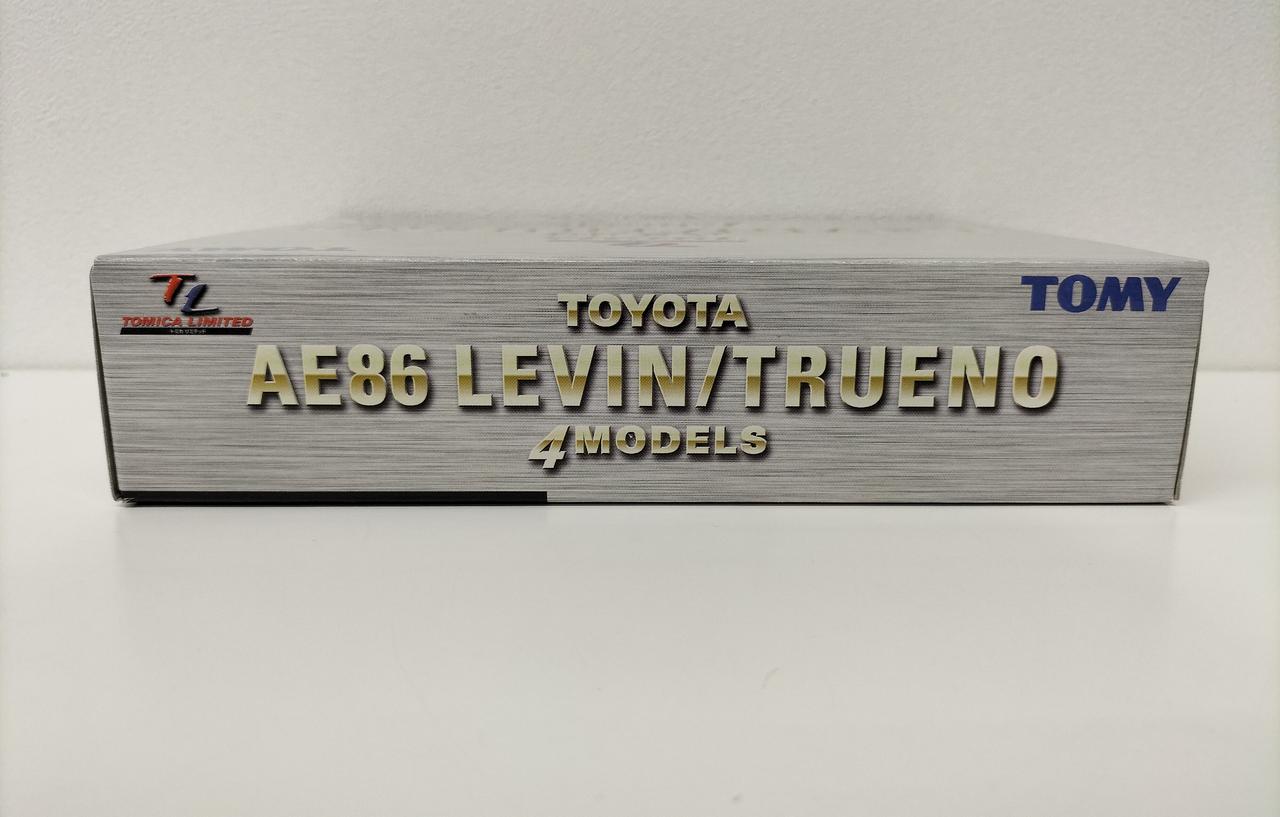 TL
TOMICA LIMITED
トミカ リミテッド
TOMY
TOYOTA
AE86 LEVIN/TRUENO
4 MODELS